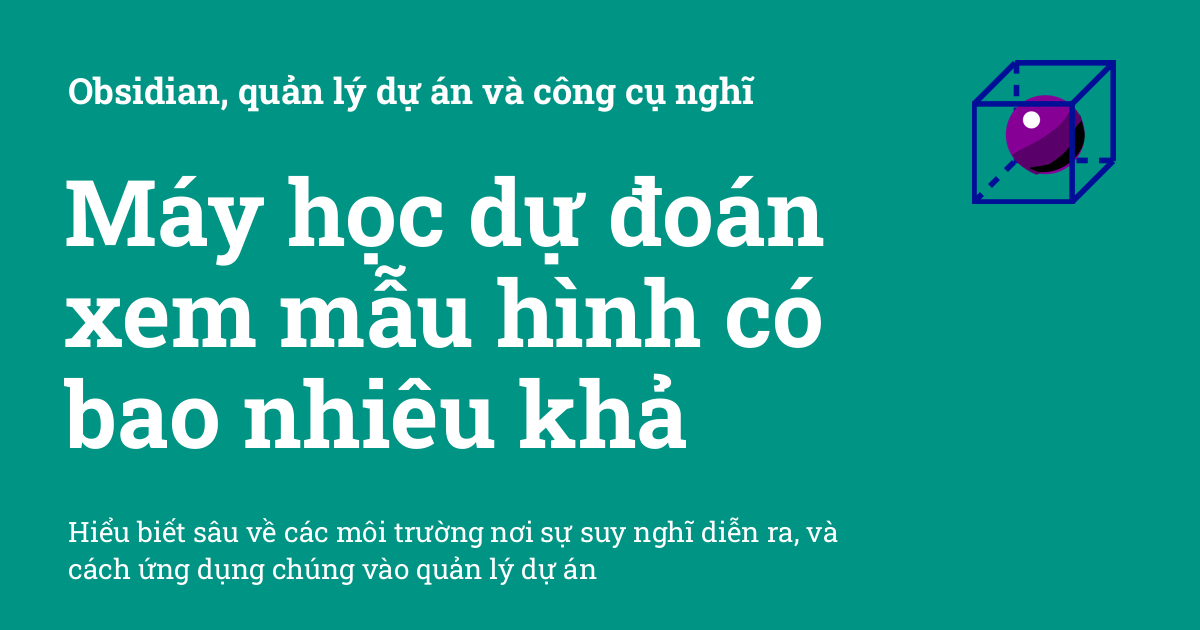 Obsidian, quản lý dự án và công cụ nghĩ
Máy học dự đoán
xem mẫu hình có
bao nhiêu khả
Hiểu biết sâu về các môi trường nơi sự suy nghĩ diễn ra, và
cách ứng dụng chúng vào quản lý dự án